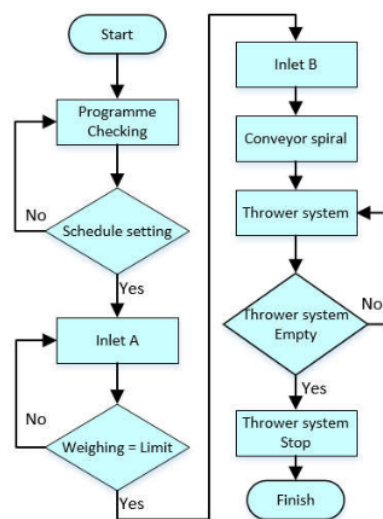 Start
Programme
Checking
No
Schedule setting
Yes
Inlet A
No
Weighing = Limit
Yes
Inlet B
Conveyor spiral
Thrower system
Thrower system
Empty
No
Yes
Thrower system
Stop
Finish